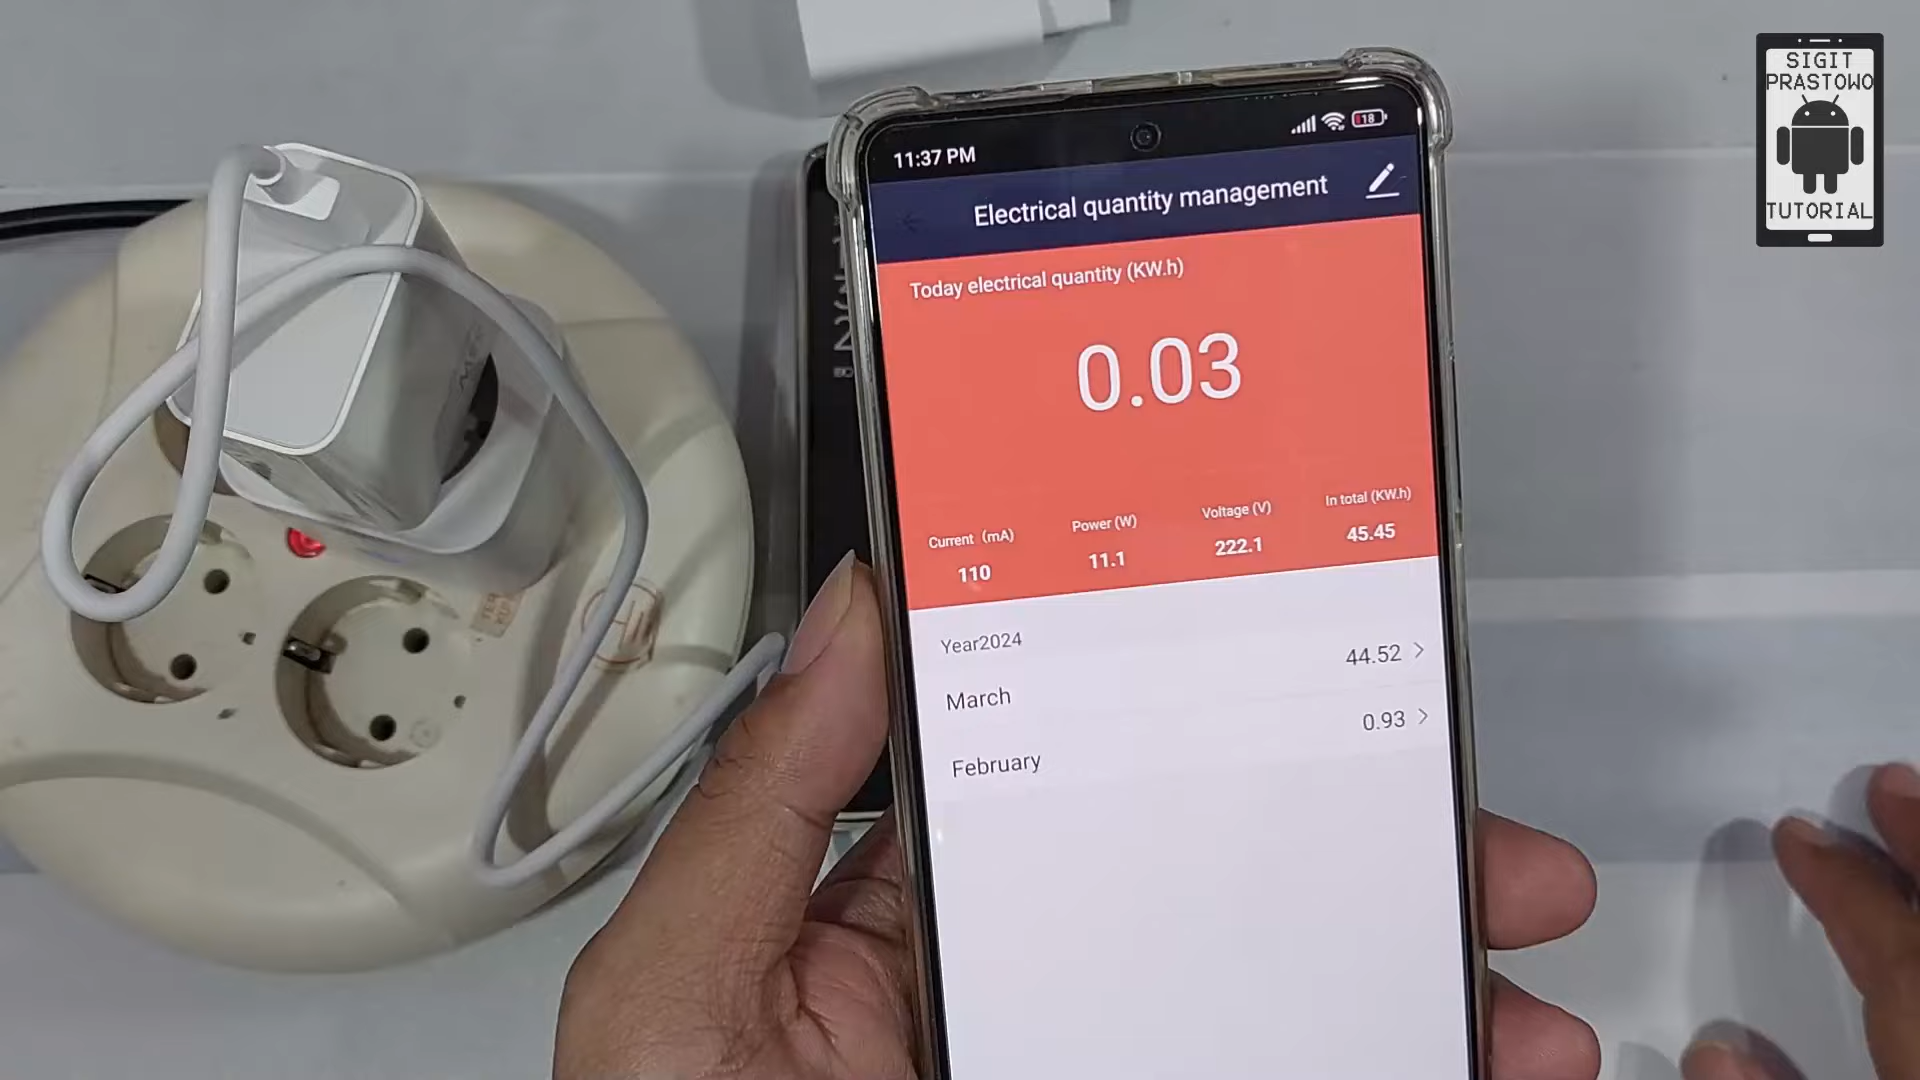 SIGIT
PRASTOWO
TUTORIAL
11:37 PM
18
Electrical quantity management
Today electrical quantity (KW.h)
0.03
Current (mA)
Power (W)
Voltage (V)
In total (KW.h)
110
11.1
222.1
45.45
Year2024
March
44.52
February
0.93